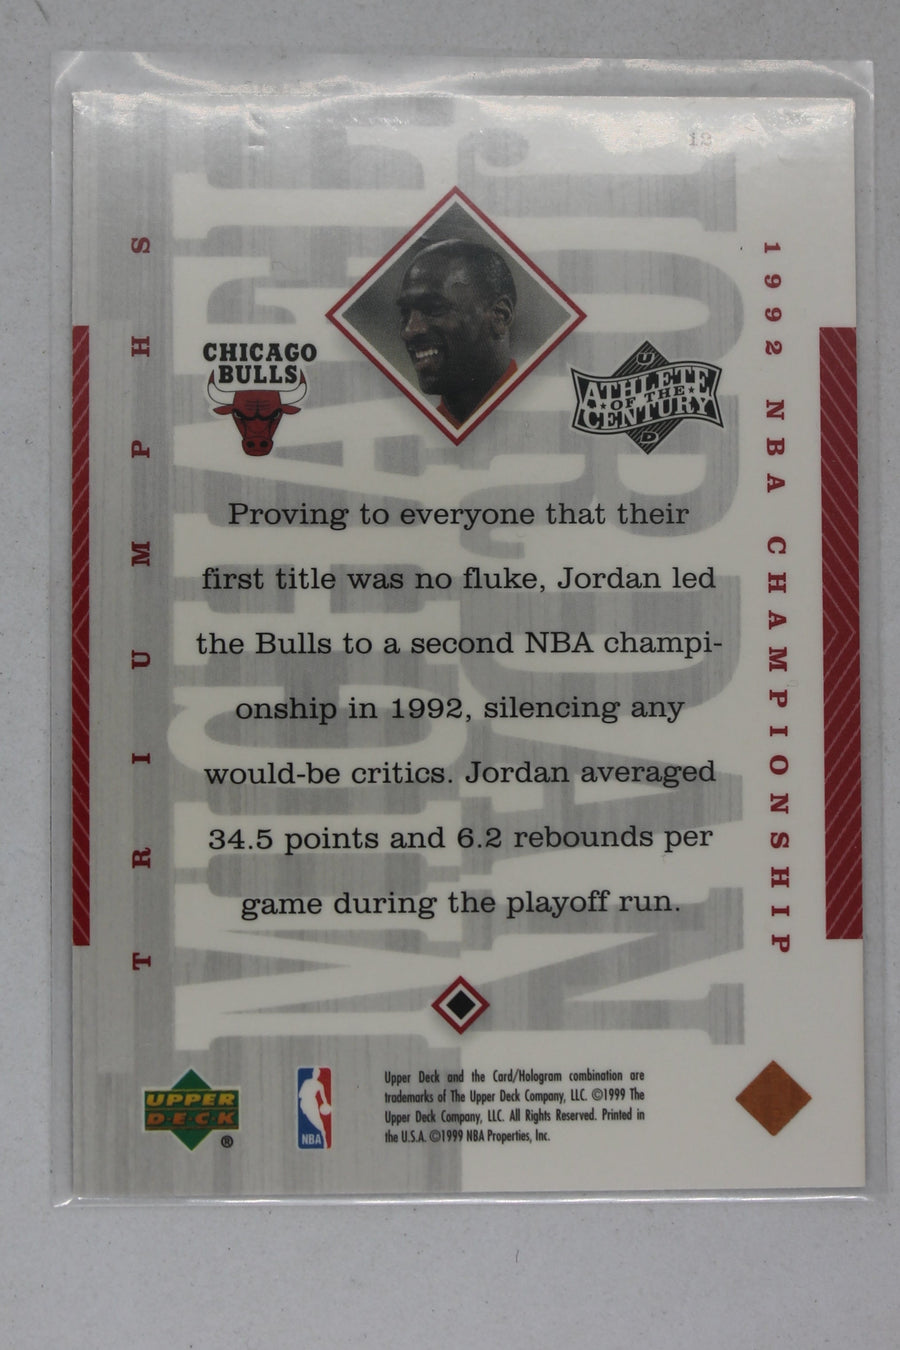 12
TRIUMPHS
1992 NBA CHAMPIONSHIP
MICHAEL
JORDAN
CHICAGO
BULLS
U
ATHLETE
OF THE
CENTURY
D
Proving to everyone that their
first title was no fluke, Jordan led
the Bulls to a second NBA champi-
onship in 1992, silencing any
would-be critics. Jordan averaged
34.5 points and 6.2 rebounds per
game during the playoff run.
UPPER
DECK
®
NBA
Upper Deck and the Card/Hologram combination are
trademarks of The Upper Deck Company, LLC. ©1999 The
Upper Deck Company, LLC. All Rights Reserved. Printed in
the U.S.A. ©1999 NBA Properties, Inc.